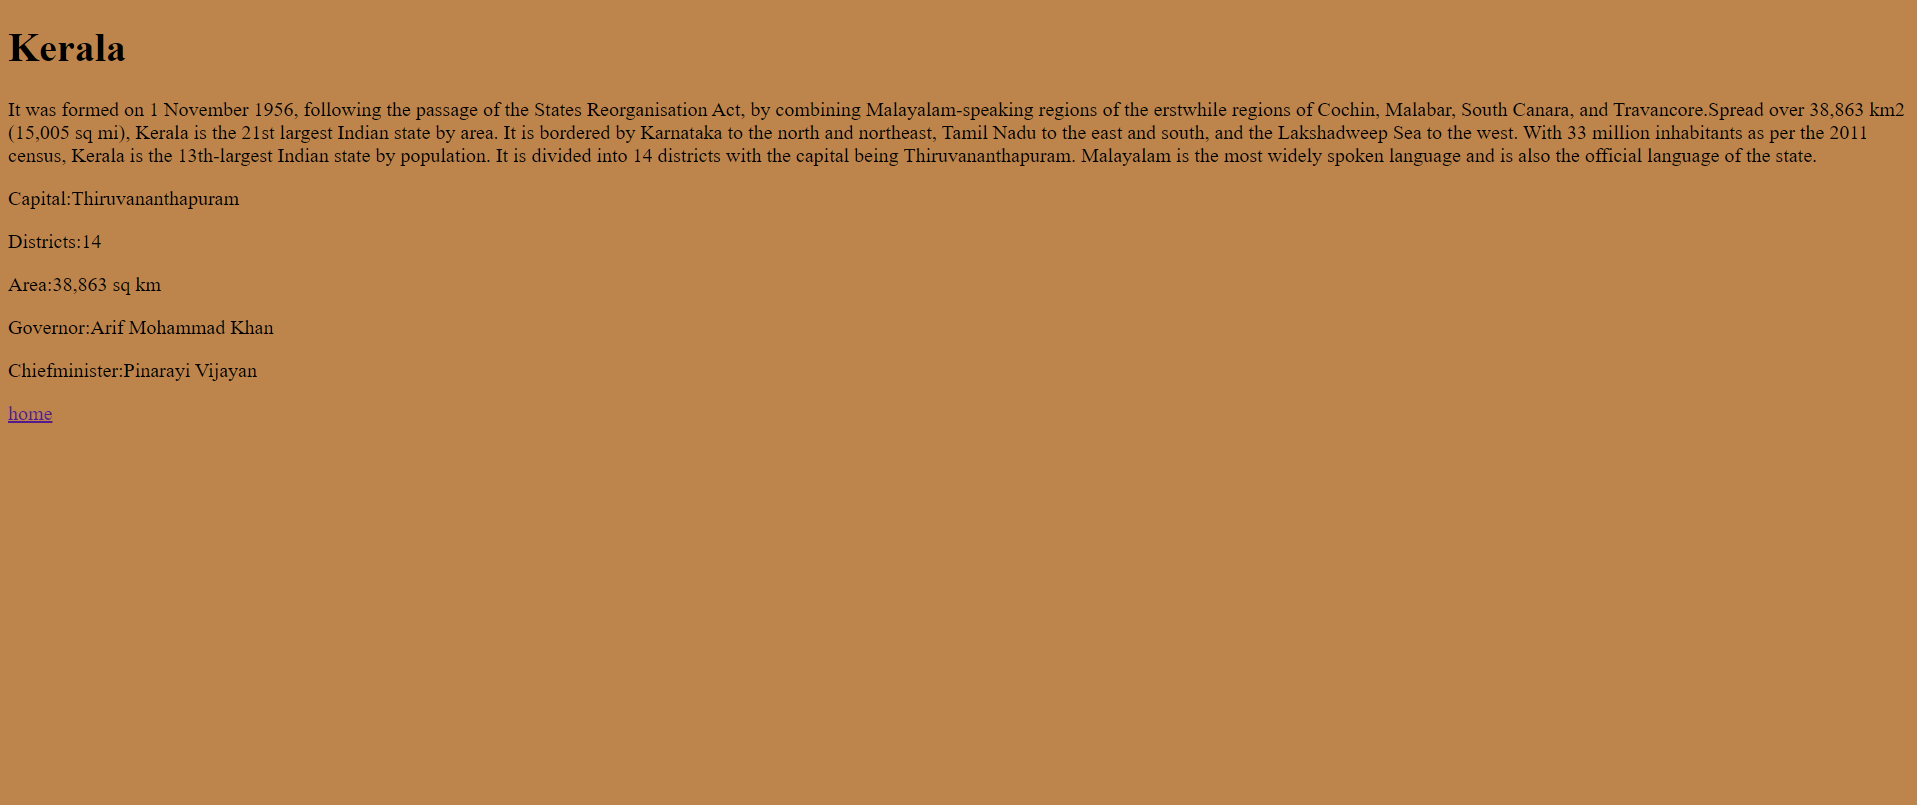 Kerala
It was formed on 1 November 1956, following the passage of the States Reorganisation Act, by combining Malayalam-speaking regions of the erstwhile regions of Cochin, Malabar, South Canara, and Travancore.Spread over 38,863 km2
(15,005 sq mi), Kerala is the 21st largest Indian state by area. It is bordered by Karnataka to the north and northeast, Tamil Nadu to the east and south, and the Lakshadweep Sea to the west. With 33 million inhabitants as per the 2011
census, Kerala is the 13th-largest Indian state by population. It is divided into 14 districts with the capital being Thiruvananthapuram. Malayalam is the most widely spoken language and is also the official language of the state.
Capital:Thiruvananthapuram
Districts:14
Area:38,863 sq km
Governor:Arif Mohammad Khan
Chiefminister:Pinarayi Vijayan
home